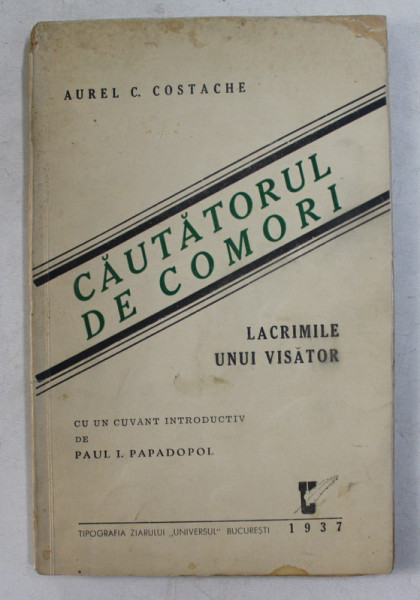 AUREL C. COSTACHE
CĂUTĂTORUL
DE COMORI
LACRIMILE
UNUI VISĂTOR
CU UN CUVANT INTRODUCTIV
DE
PAUL I. PAPADOPOL
TIPOGRAFIA ZIARULUI „UNIVERSUL" BUCUREȘTI 1937